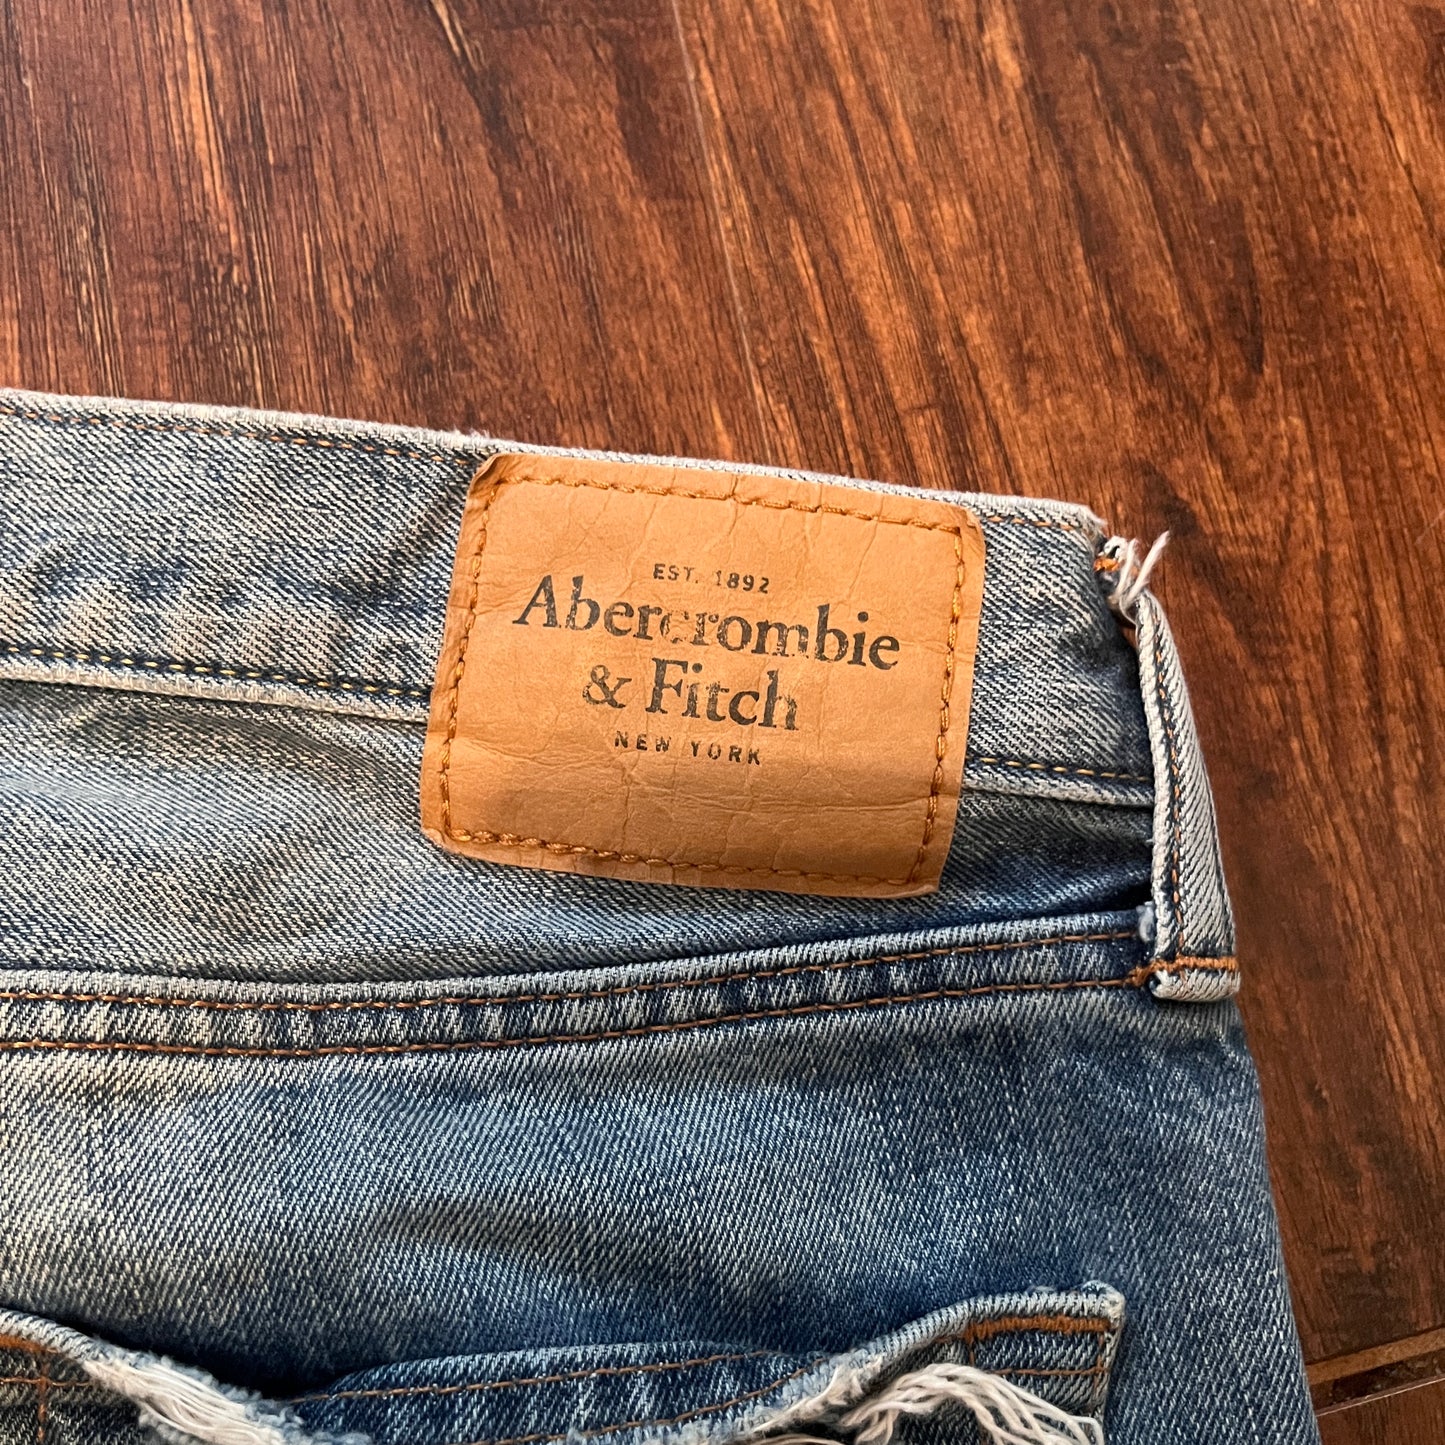 EST. 1892
Abercrombie
& Fitch
NEW YORK